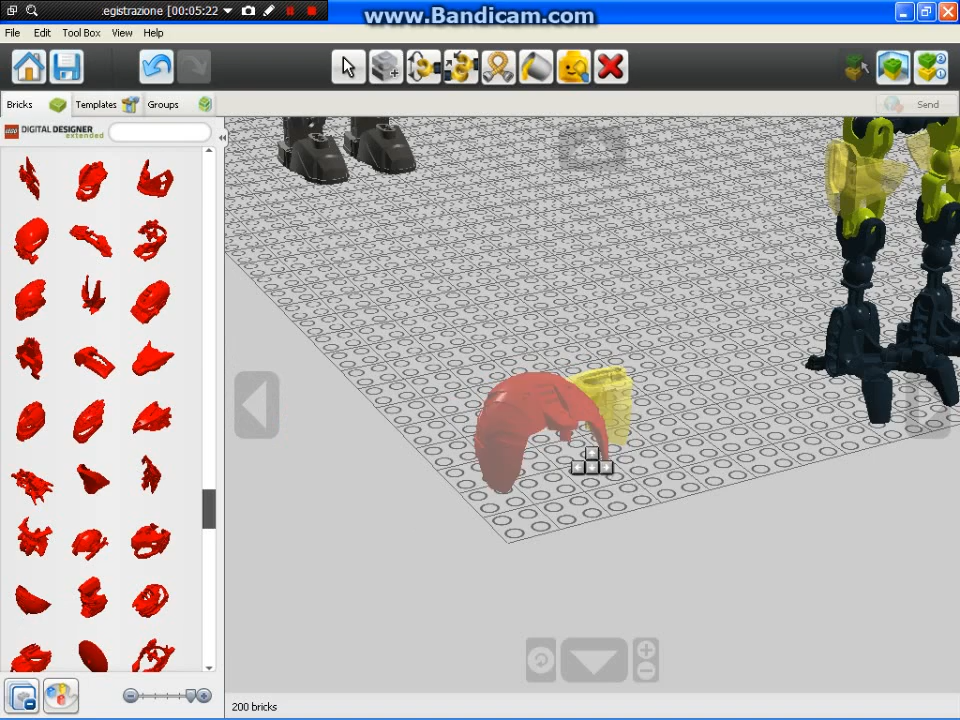 .egistrazione [00:05:22
www.Bandicam.com
File Edit Tool Box View Help
Bricks Templates Groups
Send
LEGO DIGITAL DESIGNER
extended
200 bricks